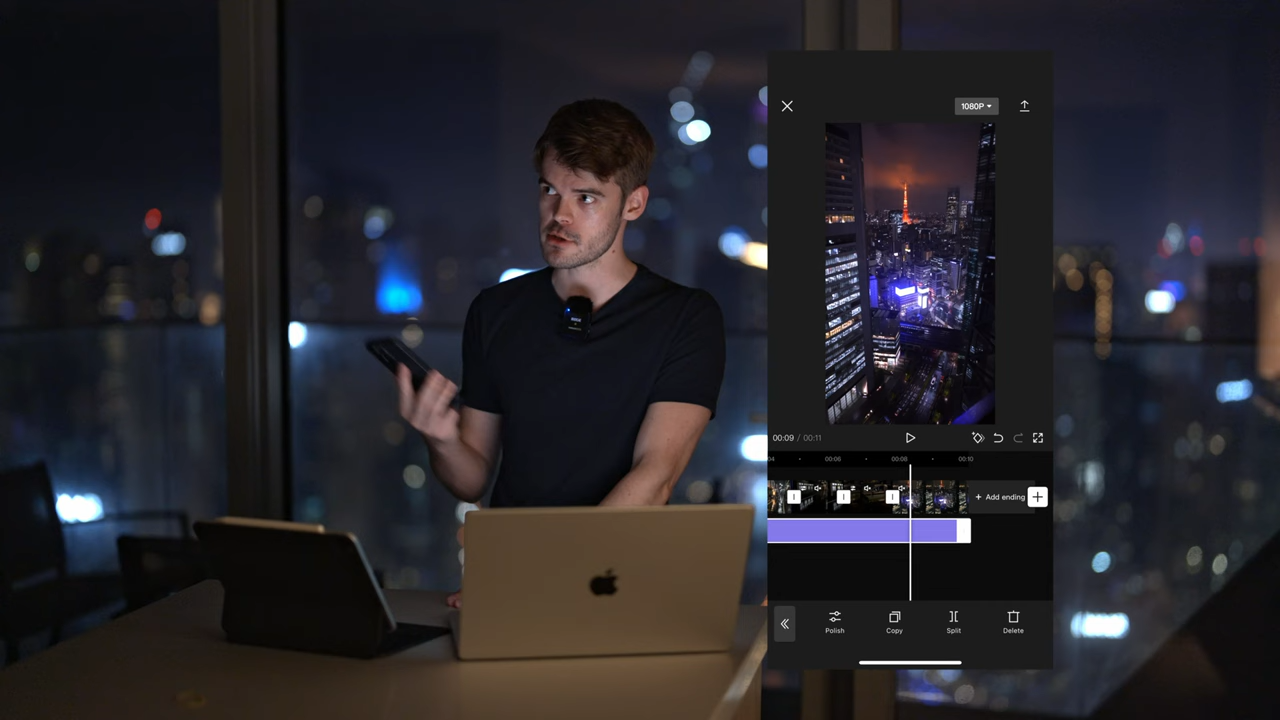 1080P
00:09 / 00:11
00:06
00:08
00:10
+ Add ending
Polish
Copy
Split
Delete